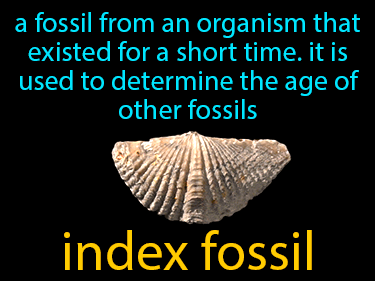 a fossil from an organism that
existed for a short time. it is
used to determine the age of
other fossils
index fossil